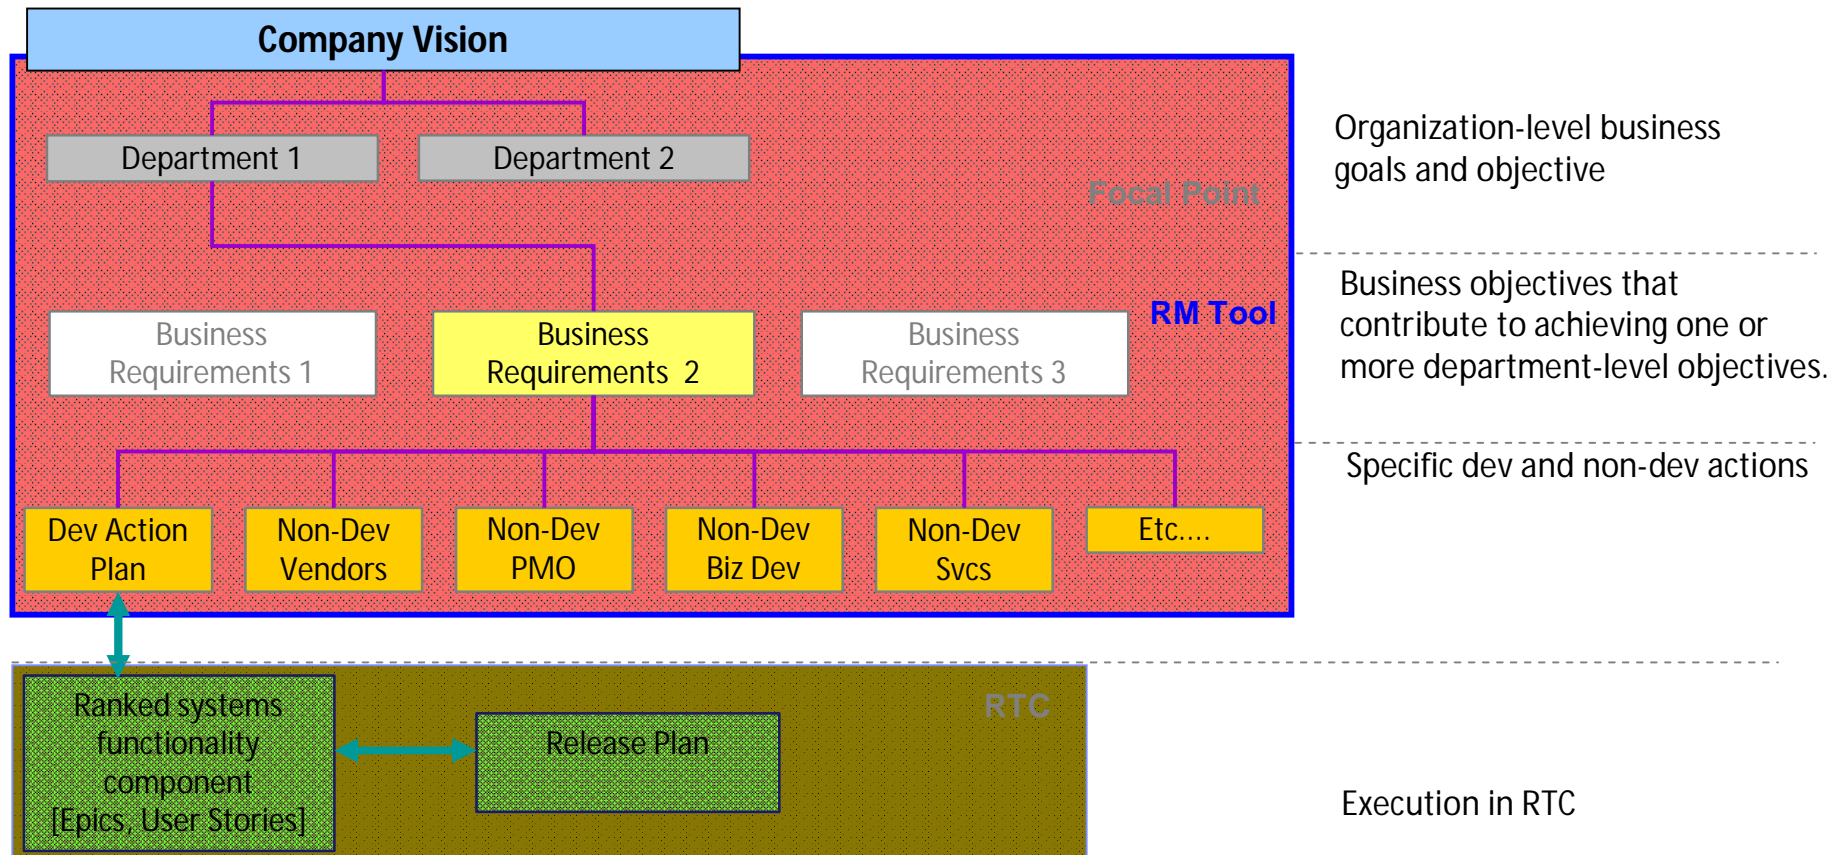 Company Vision
Department 1
Department 2
Focal Point
Organization-level business
goals and objective
Business
Requirements 1
Business
Requirements  2
Business
Requirements 3
RM Tool
Business objectives that
contribute to achieving one or
more department-level objectives.
Specific dev and non-dev actions
Dev Action
Plan
Non-Dev
Vendors
Non-Dev
PMO
Non-Dev
Biz Dev
Non-Dev
Svcs
Etc....
Ranked systems
functionality
component
[Epics, User Stories]
Release Plan
RTC
Execution in RTC